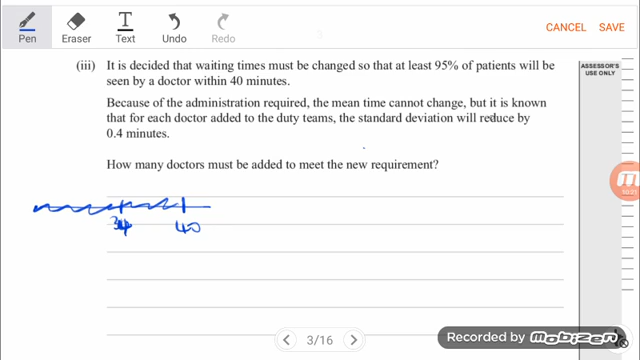 CANCEL SAVE
Pen Eraser Text Undo Redo
(iii) It is decided that waiting times must be changed so that at least 95% of patients will be
seen by a doctor within 40 minutes.
ASSESSOR'S
USE ONLY
Because of the administration required, the mean time cannot change, but it is known
that for each doctor added to the duty teams, the standard deviation will reduce by
0.4 minutes.
How many doctors must be added to meet the new requirement?
34 40
3/16
Recorded by Mobizen